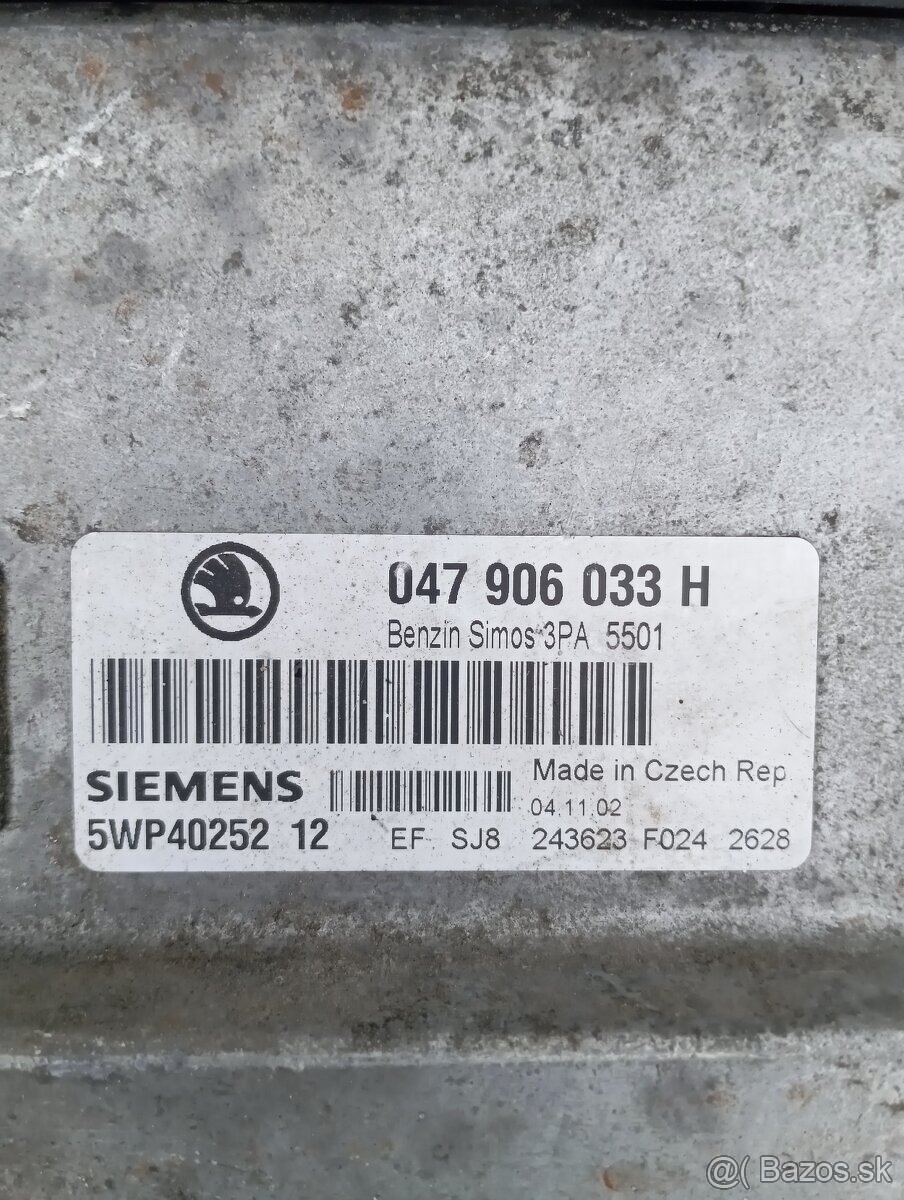 047 906 033 H
Benzin Simos 3PA 5501
SIEMENS
Made in Czech Rep
04.11.02
5WP40252 12
EF SJ8 243623 F024 2628
@( Bazos.sk